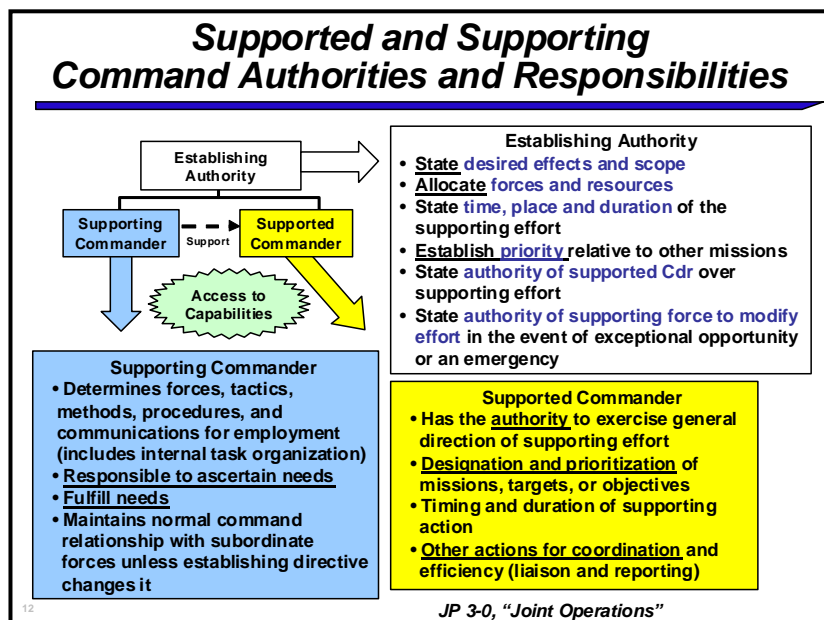 Supported and Supporting
Command Authorities and Responsibilities
Establishing
Authority
Supporting
Commander
Support
Supported
Commander
Access to
Capabilities
Establishing Authority
• State desired effects and scope
• Allocate forces and resources
• State time, place and duration of the
supporting effort
• Establish priority relative to other missions
• State authority of supported Cdr over
supporting effort
• State authority of supporting force to modify
effort in the event of exceptional opportunity
or an emergency
Supporting Commander
• Determines forces, tactics,
methods, procedures, and
communications for employment
(includes internal task organization)
• Responsible to ascertain needs
• Fulfill needs
• Maintains normal command
relationship with subordinate
forces unless establishing directive
changes it
Supported Commander
• Has the authority to exercise general
direction of supporting effort
• Designation and prioritization of
missions, targets, or objectives
• Timing and duration of supporting
action
• Other actions for coordination and
efficiency (liaison and reporting)
12
JP 3-0, “Joint Operations”